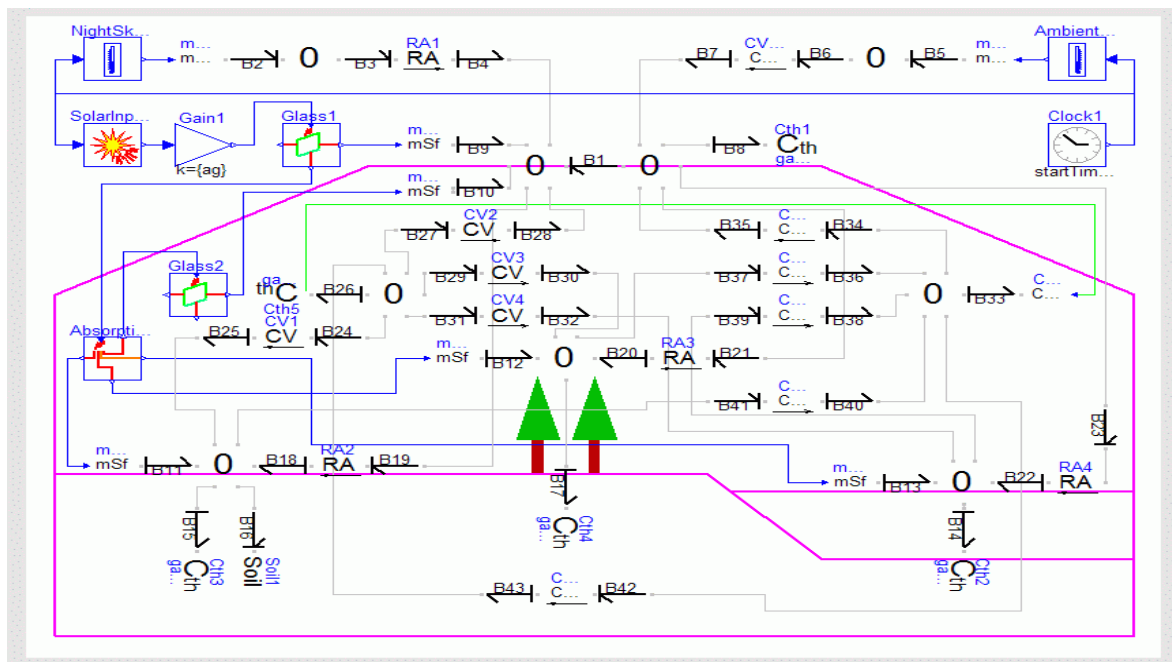 NightSk... m... RA1 CV... m... Ambient...
m... B2 0 B3 RA B4 B7 C... B6 0 B5 m...
SolarInp... Gain1 Glass1 m... Cth1 Clock1
mSf B9 B8 Cth
k={ag} 0 B1 0 ga... startTim...
m...
mSf B10
CV2 C...
B27 CV B28 B35 C... B34
Glass2 CV3 C...
ga... B29 CV B30 B37 C... B36
thC B26 0 0 B33 C...
Cth5 CV4 C... C...
CV1 B31 CV B32 B39 C... B38
B25 CV B24
Absorpti... m... RA3
mSf B12 0 B20 RA B21
C...
B41 C... B40
B23
m... RA2 m... RA4
mSf B11 0 B18 RA B19 mSf B13 0 B22 RA
B17
B15 B16 Cth4 B14
Cth ga...
Cth3 Soil1 Cth2
Cth Soil Cth
ga... ga...
C...
B43 C... B42